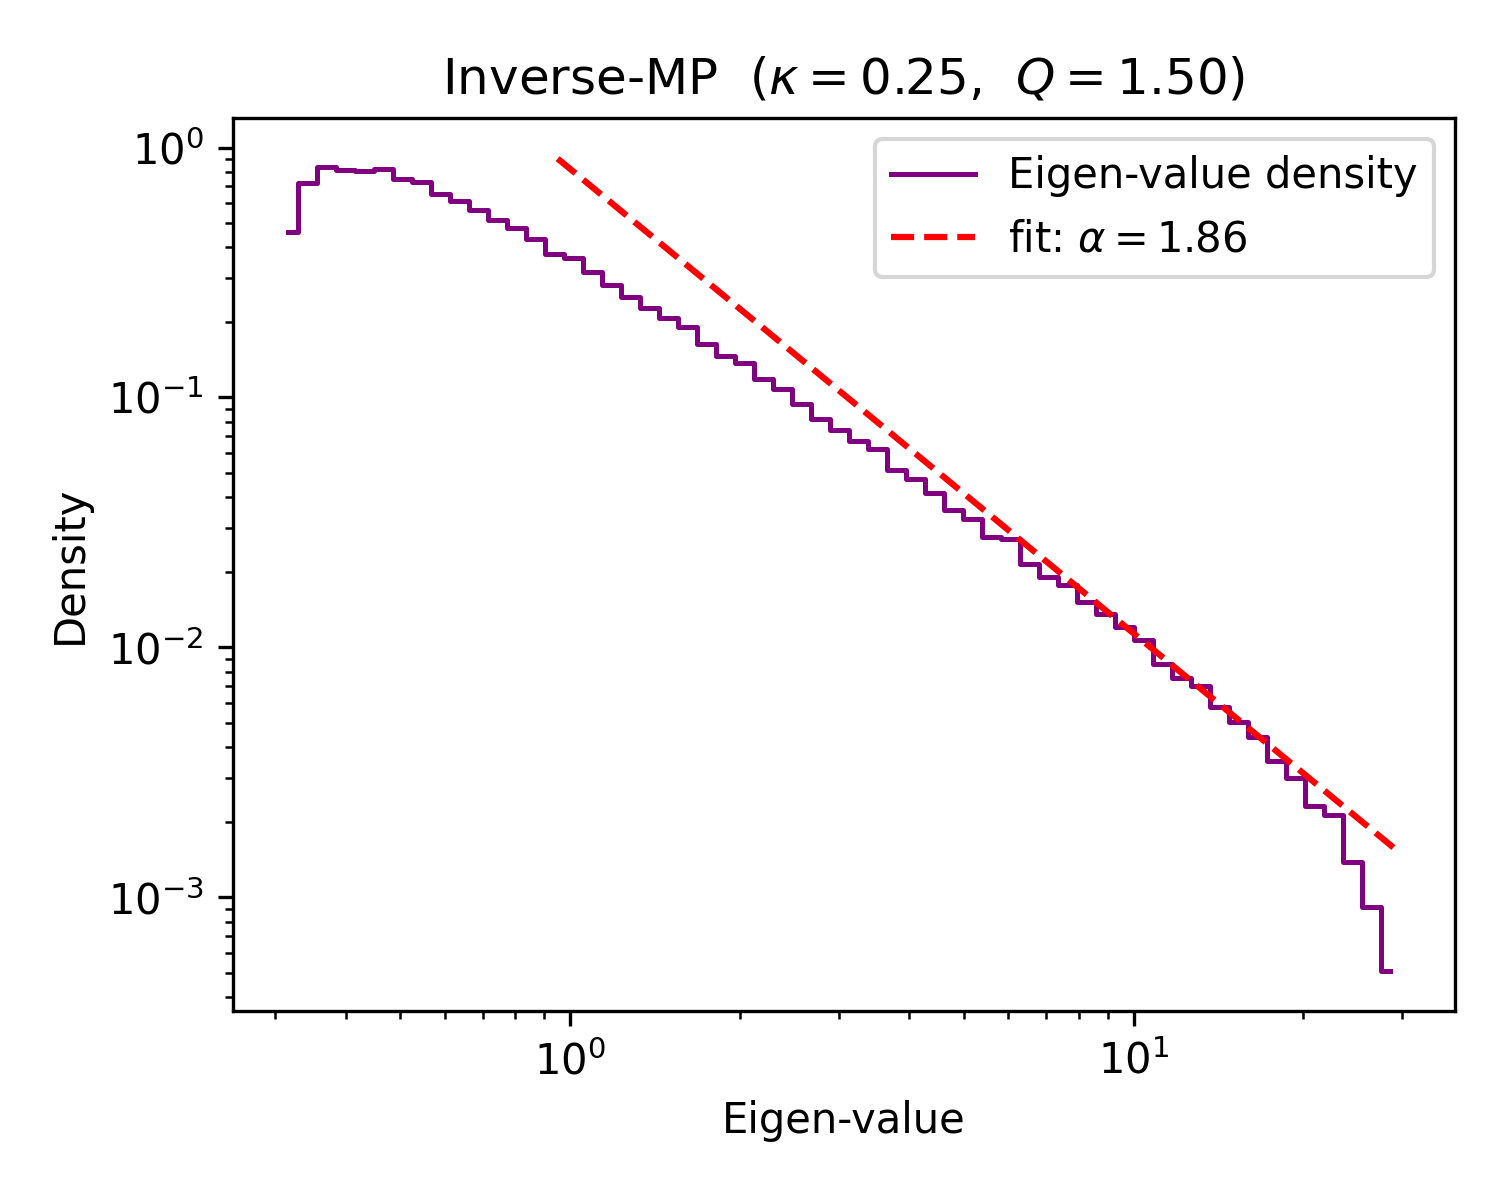 Inverse-MP (κ = 0.25, Q = 1.50)
Eigen-value density
fit: α = 1.86
10⁰
10⁻¹
10⁻²
10⁻³
Density
10⁰ 10¹
Eigen-value